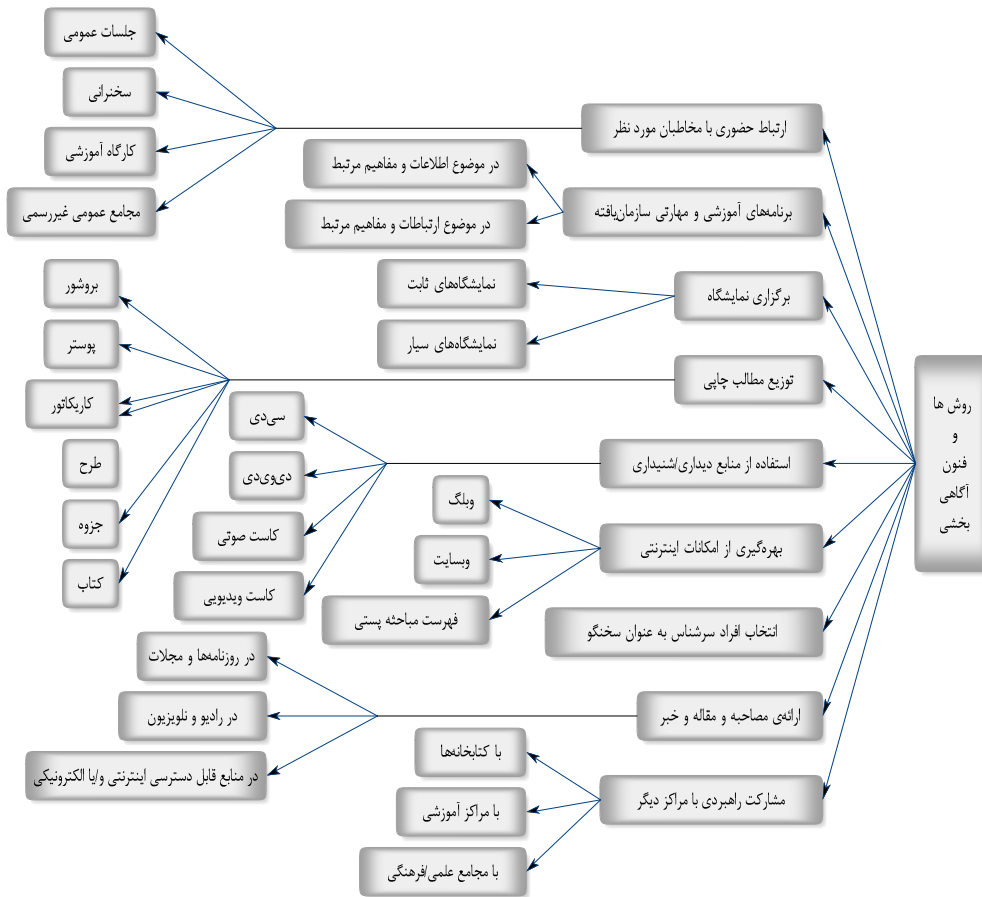 روش ها
و
فنون
آگاهی
بخشی
ارتباط حضوری با مخاطبان مورد نظر
جلسات عمومی
سخنرانی
کارگاه آموزشی
مجامع عمومی غیررسمی
برنامه‌های آموزشی و مهارتی سازمان‌یافته
در موضوع اطلاعات و مفاهیم مرتبط
در موضوع ارتباطات و مفاهیم مرتبط
برگزاری نمایشگاه
نمایشگاه‌های ثابت
نمایشگاه‌های سیار
توزیع مطالب چاپی
بروشور
پوستر
کاریکاتور
طرح
جزوه
کتاب
استفاده از منابع دیداری/شنیداری
سی‌دی
دی‌وی‌دی
کاست صوتی
کاست ویدیویی
بهره‌گیری از امکانات اینترنتی
وبلگ
وبسایت
فهرست مباحثه پستی
انتخاب افراد سرشناس به عنوان سخنگو
ارائه‌ی مصاحبه و مقاله و خبر
در روزنامه‌ها و مجلات
در رادیو و تلویزیون
در منابع قابل دسترسی اینترنتی و/یا الکترونیکی
مشارکت راهبردی با مراکز دیگر
با کتابخانه‌ها
با مراکز آموزشی
با مجامع علمی/فرهنگی